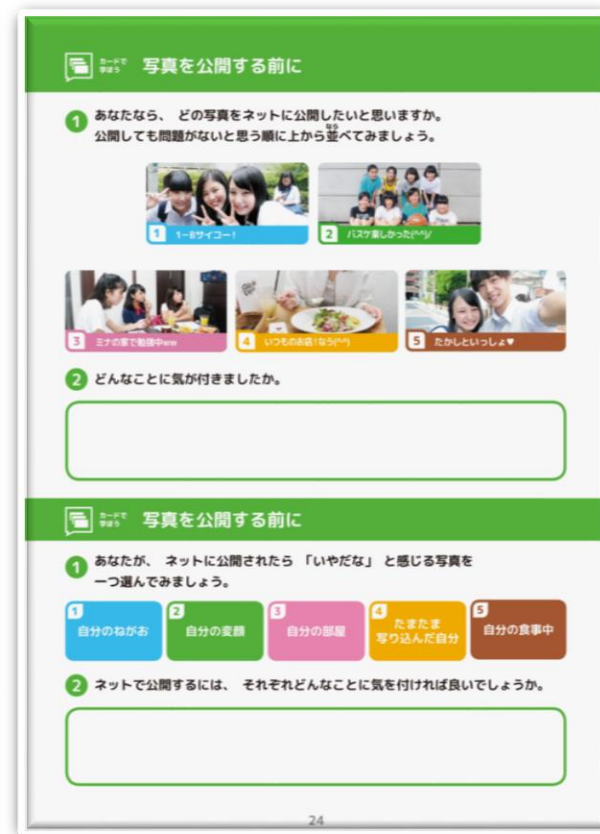 カードで
学ぼう
写真を公開する前に
1 あなたなら、 どの写真をネットに公開したいと思いますか。
公開しても問題がないと思う順に上から並べてみましょう。
なら
1 1-Bサイコー!
2 バスケ楽しかった(^^)/
3 ミナの家で勉強中ww
4 いつものお店!なう(^^)
5 たかしといっしょ♥
2 どんなことに気が付きましたか。
カードで
学ぼう
写真を公開する前に
1 あなたが、 ネットに公開されたら 「いやだな」 と感じる写真を
一つ選んでみましょう。
1 自分のねがお
2 自分の変顔
3 自分の部屋
4 たまたま
写り込んだ自分
5 自分の食事中
2 ネットで公開するには、 それぞれどんなことに気を付ければ良いでしょうか。
24